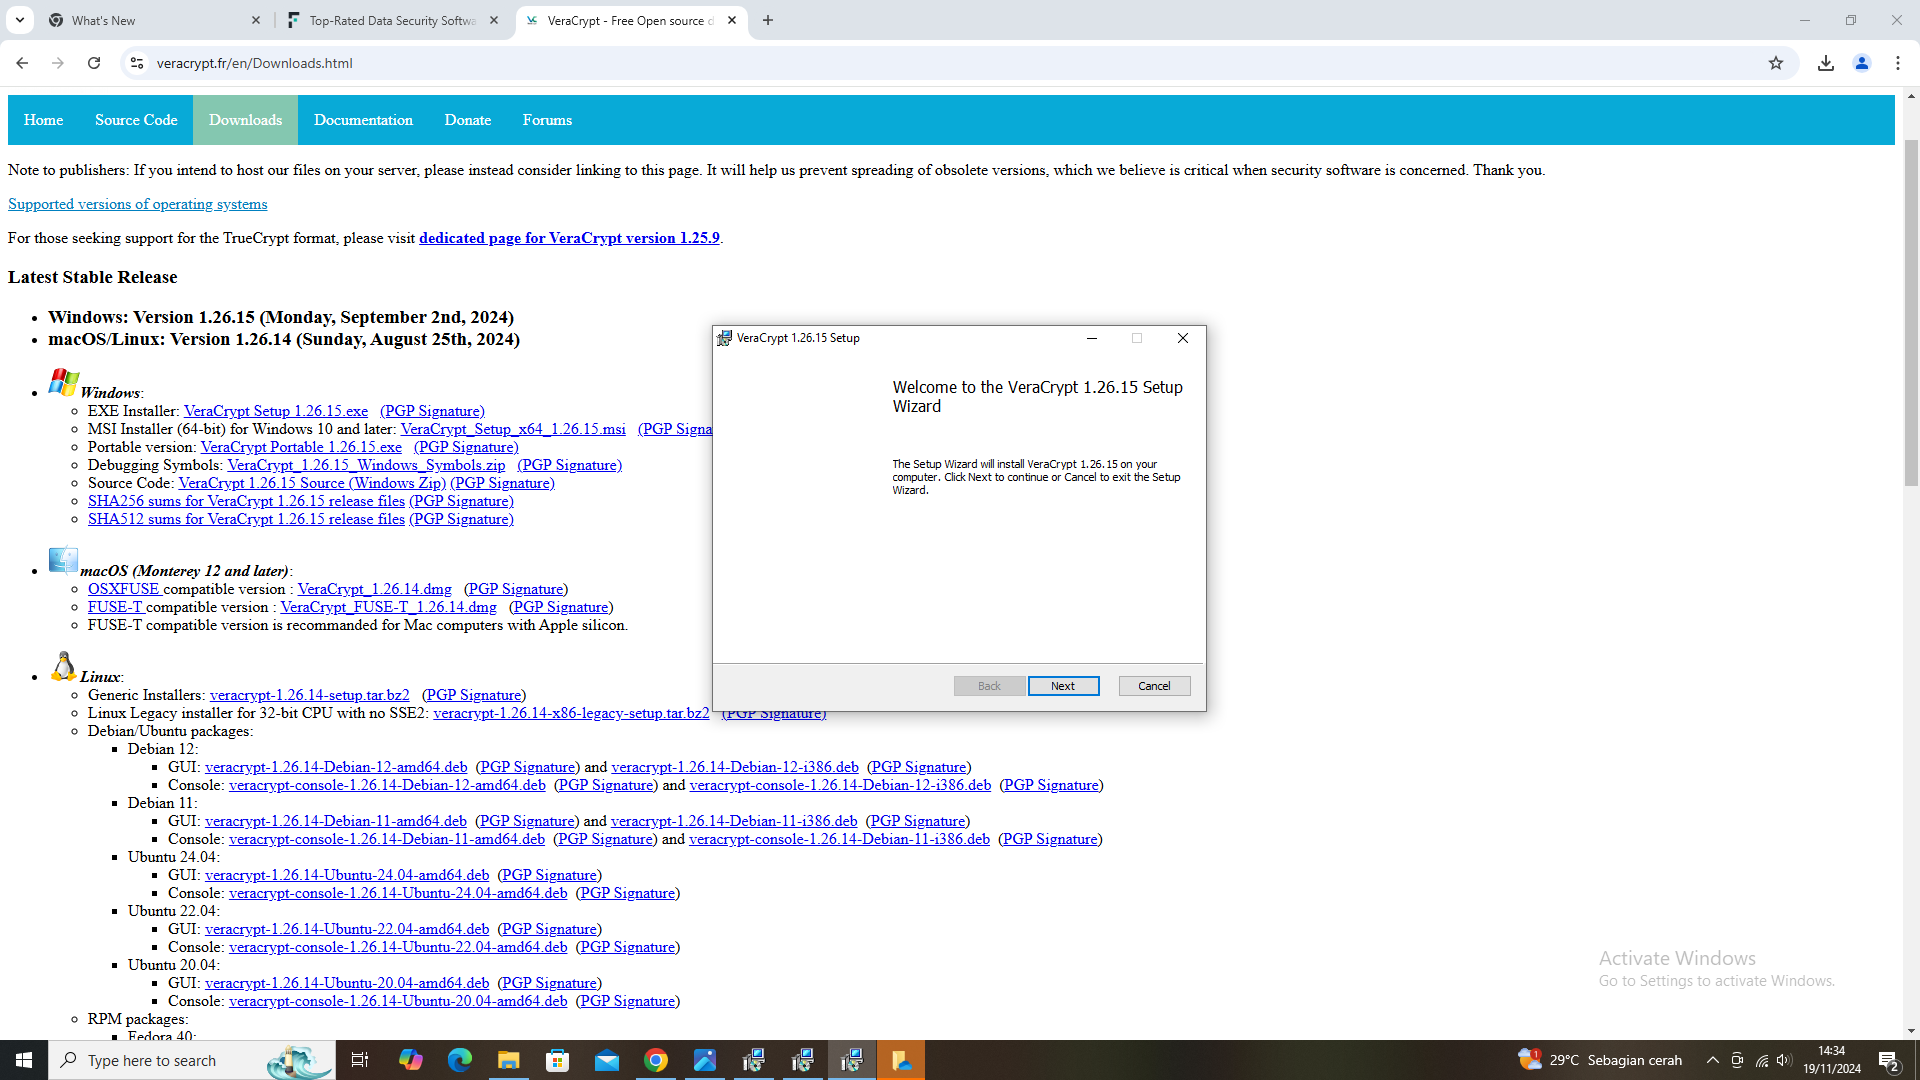 What's New
Top-Rated Data Security Softwa
VeraCrypt - Free Open source d
veracrypt.fr/en/Downloads.html
Home Source Code Downloads Documentation Donate Forums
Note to publishers: If you intend to host our files on your server, please instead consider linking to this page. It will help us prevent spreading of obsolete versions, which we believe is critical when security software is concerned. Thank you.
Supported versions of operating systems
For those seeking support for the TrueCrypt format, please visit dedicated page for VeraCrypt version 1.25.9.
Latest Stable Release
Windows: Version 1.26.15 (Monday, September 2nd, 2024)
macOS/Linux: Version 1.26.14 (Sunday, August 25th, 2024)
Windows:
EXE Installer: VeraCrypt Setup 1.26.15.exe (PGP Signature)
MSI Installer (64-bit) for Windows 10 and later: VeraCrypt_Setup_x64_1.26.15.msi (PGP Signa
Portable version: VeraCrypt Portable 1.26.15.exe (PGP Signature)
Debugging Symbols: VeraCrypt_1.26.15_Windows_Symbols.zip (PGP Signature)
Source Code: VeraCrypt 1.26.15 Source (Windows Zip) (PGP Signature)
SHA256 sums for VeraCrypt 1.26.15 release files (PGP Signature)
SHA512 sums for VeraCrypt 1.26.15 release files (PGP Signature)
macOS (Monterey 12 and later):
OSXFUSE compatible version : VeraCrypt_1.26.14.dmg (PGP Signature)
FUSE-T compatible version : VeraCrypt_FUSE-T_1.26.14.dmg (PGP Signature)
FUSE-T compatible version is recommanded for Mac computers with Apple silicon.
Linux:
Generic Installers: veracrypt-1.26.14-setup.tar.bz2 (PGP Signature)
Linux Legacy installer for 32-bit CPU with no SSE2: veracrypt-1.26.14-x86-legacy-setup.tar.bz2 (PGP Signature)
Debian/Ubuntu packages:
Debian 12:
GUI: veracrypt-1.26.14-Debian-12-amd64.deb (PGP Signature) and veracrypt-1.26.14-Debian-12-i386.deb (PGP Signature)
Console: veracrypt-console-1.26.14-Debian-12-amd64.deb (PGP Signature) and veracrypt-console-1.26.14-Debian-12-i386.deb (PGP Signature)
Debian 11:
GUI: veracrypt-1.26.14-Debian-11-amd64.deb (PGP Signature) and veracrypt-1.26.14-Debian-11-i386.deb (PGP Signature)
Console: veracrypt-console-1.26.14-Debian-11-amd64.deb (PGP Signature) and veracrypt-console-1.26.14-Debian-11-i386.deb (PGP Signature)
Ubuntu 24.04:
GUI: veracrypt-1.26.14-Ubuntu-24.04-amd64.deb (PGP Signature)
Console: veracrypt-console-1.26.14-Ubuntu-24.04-amd64.deb (PGP Signature)
Ubuntu 22.04:
GUI: veracrypt-1.26.14-Ubuntu-22.04-amd64.deb (PGP Signature)
Console: veracrypt-console-1.26.14-Ubuntu-22.04-amd64.deb (PGP Signature)
Ubuntu 20.04:
GUI: veracrypt-1.26.14-Ubuntu-20.04-amd64.deb (PGP Signature)
Console: veracrypt-console-1.26.14-Ubuntu-20.04-amd64.deb (PGP Signature)
RPM packages:
Fedora 40:
VeraCrypt 1.26.15 Setup
Welcome to the VeraCrypt 1.26.15 Setup
Wizard
The Setup Wizard will install VeraCrypt 1.26.15 on your
computer. Click Next to continue or Cancel to exit the Setup
Wizard.
Back Next Cancel
Activate Windows
Go to Settings to activate Windows.
Type here to search
1
29°C Sebagian cerah
14:34
19/11/2024
2